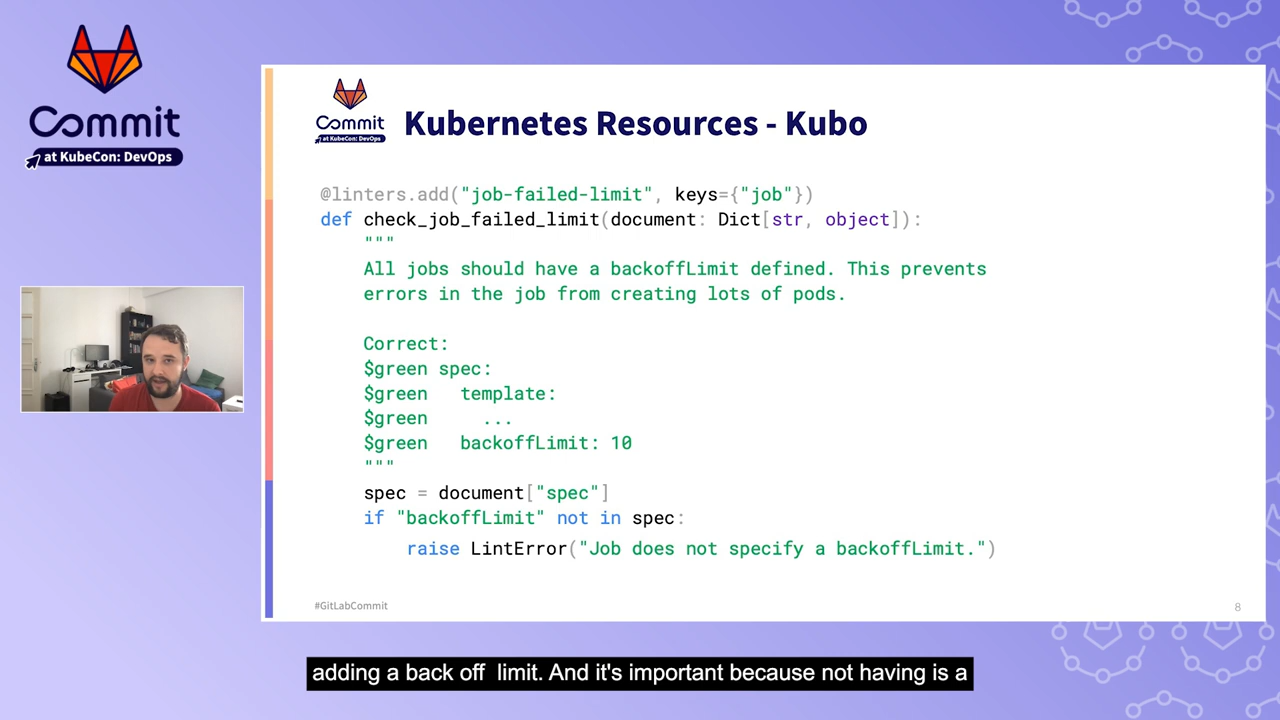 Commit
at KubeCon: DevOps
Commit
at KubeCon: DevOps
Kubernetes Resources - Kubo
@linters.add("job-failed-limit", keys={"job"})
def check_job_failed_limit(document: Dict[str, object]):
"""
All jobs should have a backoffLimit defined. This prevents
errors in the job from creating lots of pods.
Correct:
$green spec:
$green   template:
$green     ...
$green   backoffLimit: 10
"""
spec = document["spec"]
if "backoffLimit" not in spec:
raise LintError("Job does not specify a backoffLimit.")
#GitLabCommit
8
adding a back off  limit. And it's important because not having is a